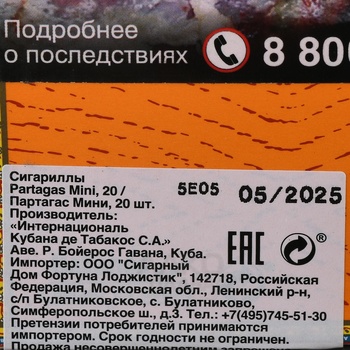 Подробнее
о последствиях
8 800
Сигариллы
Partagas Mini, 20 /
Партагас Мини, 20 шт.
5E05 05/2025
Производитель:
«Интернациональ
Кубана де Табакос С.А.»
Аве. Р. Бойерос Гавана, Куба.
EAC
Импортер: ООО "Сигарный
Дом Фортуна Лоджистик", 142718, Российская
Федерация, Московская обл., Ленинский р-н,
с/п Булатниковское, с. Булатниково,
Симферопольское ш., д.3. Тел.: +7(495)745-51-30
Претензии потребителей принимаются
импортером. Срок годности не ограничен.